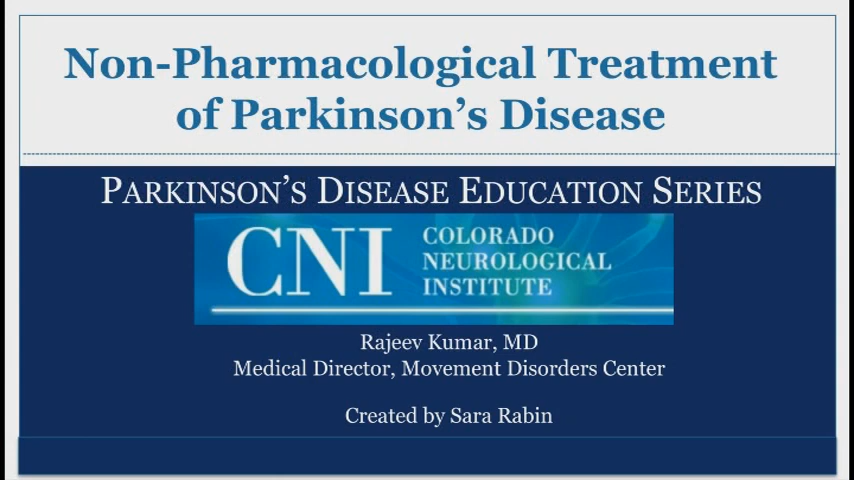 Non-Pharmacological Treatment
of Parkinson's Disease
PARKINSON'S DISEASE EDUCATION SERIES
CNI
COLORADO
NEUROLOGICAL
INSTITUTE
Rajeev Kumar, MD
Medical Director, Movement Disorders Center
Created by Sara Rabin